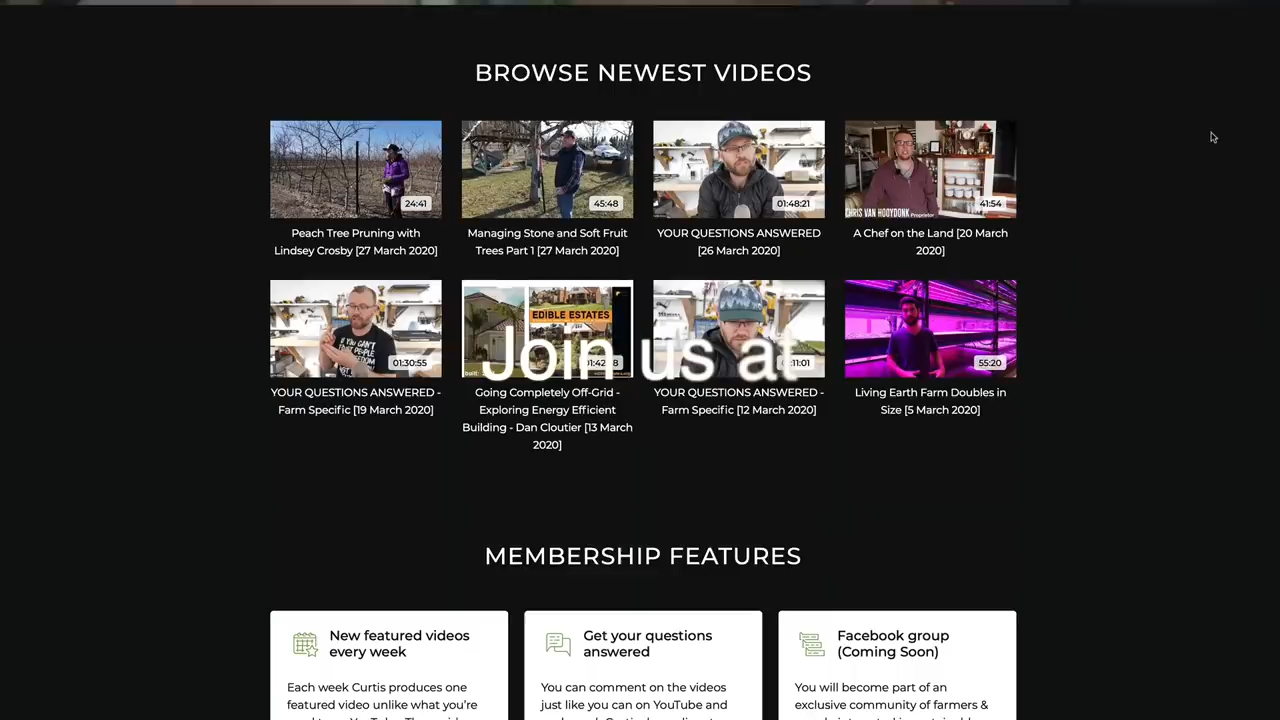 BROWSE NEWEST VIDEOS
24:41
45:48
01:48:21
CHRIS VAN HOOYDONK Proprietor
41:54
Peach Tree Pruning with
Lindsey Crosby [27 March 2020]
Managing Stone and Soft Fruit
Trees Part 1 [27 March 2020]
YOUR QUESTIONS ANSWERED
[26 March 2020]
A Chef on the Land [20 March
2020]
EDIBLE ESTATES
Join us at
01:30:55
55:20
YOUR QUESTIONS ANSWERED -
Farm Specific [19 March 2020]
Going Completely Off-Grid -
Exploring Energy Efficient
Building - Dan Cloutier [13 March
2020]
YOUR QUESTIONS ANSWERED -
Farm Specific [12 March 2020]
Living Earth Farm Doubles in
Size [5 March 2020]
MEMBERSHIP FEATURES
New featured videos
every week
Each week Curtis produces one
featured video unlike what you're
Get your questions
answered
You can comment on the videos
just like you can on YouTube and
Facebook group
(Coming Soon)
You will become part of an
exclusive community of farmers &